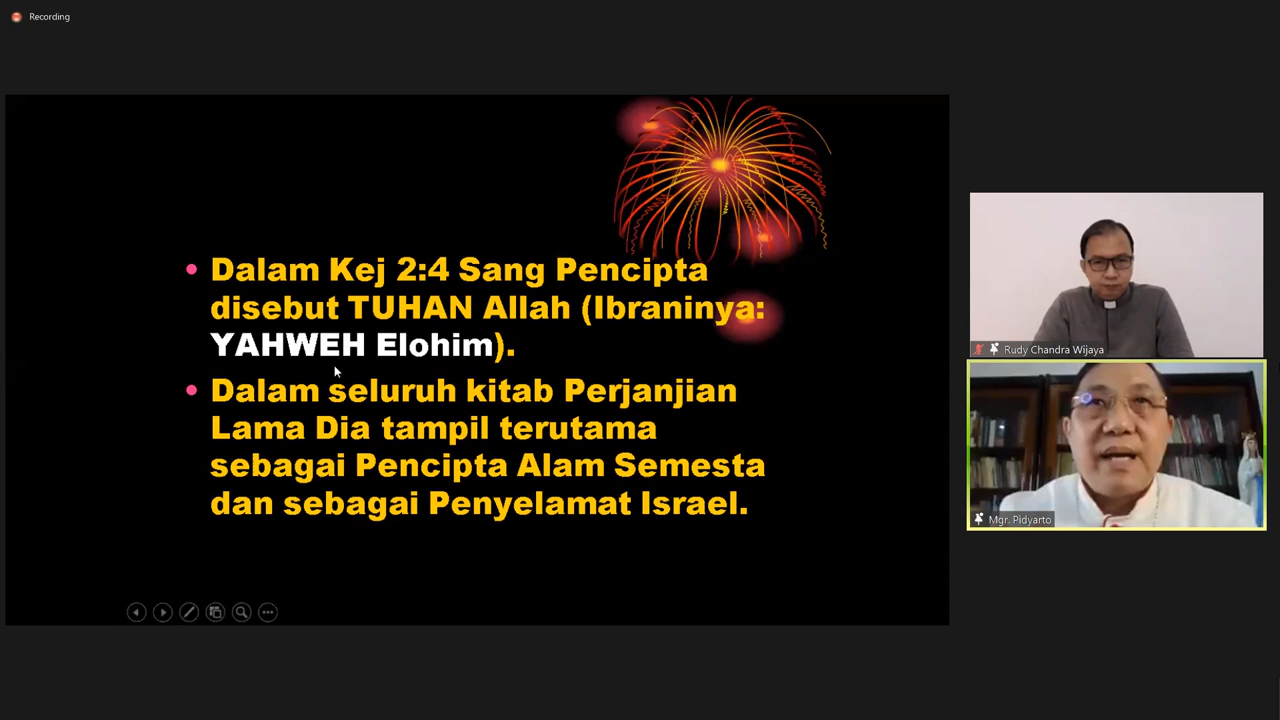 Recording
Dalam Kej 2:4 Sang Pencipta
disebut TUHAN Allah (Ibraninya:
YAHWEH Elohim).
Dalam seluruh kitab Perjanjian
Lama Dia tampil terutama
sebagai Pencipta Alam Semesta
dan sebagai Penyelamat Israel.
Rudy Chandra Wijaya
Mgr. Pidyarto